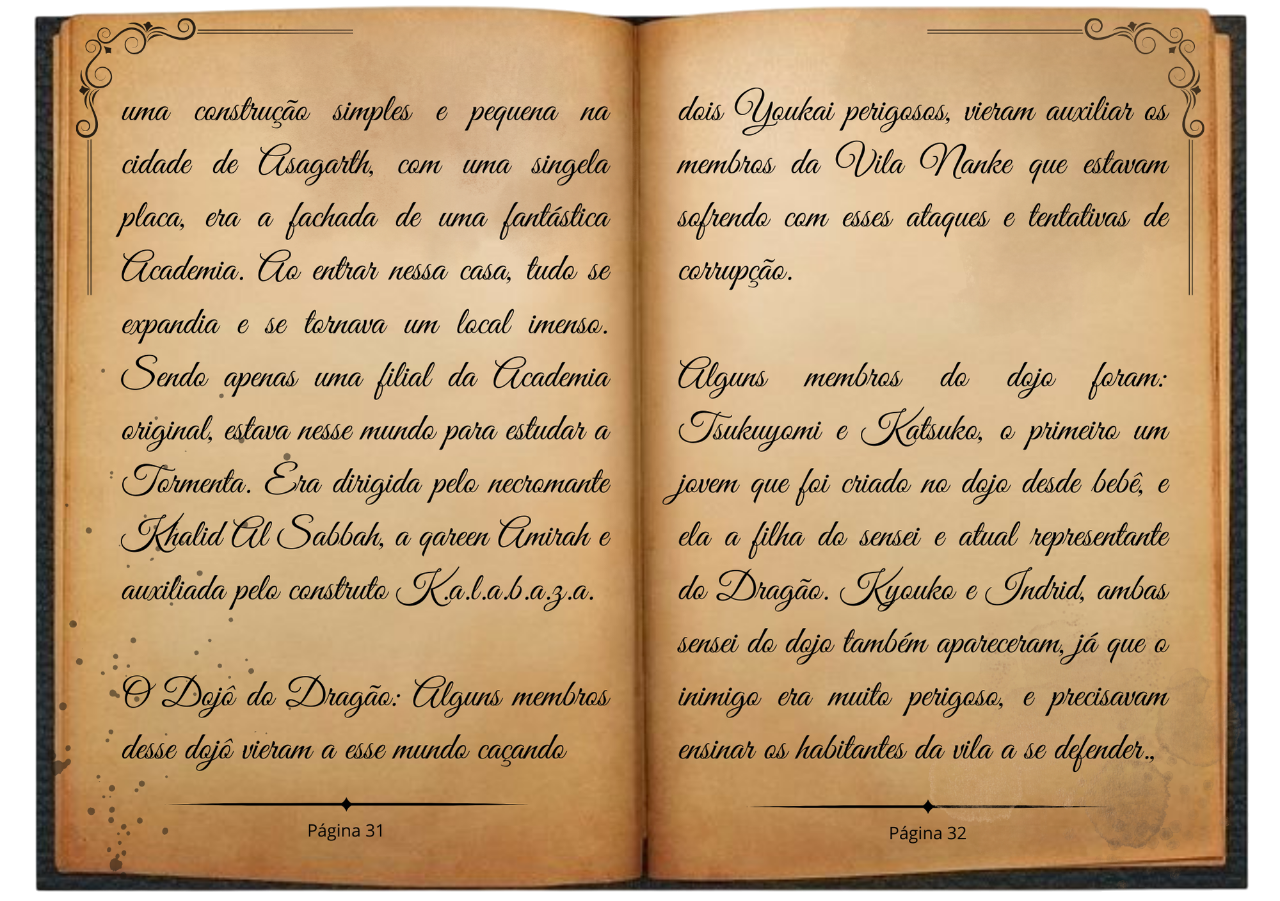 uma construção simples e pequena na
cidade de Asagarth, com uma singela
placa, era a fachada de uma fantástica
Academia. Ao entrar nessa casa, tudo se
expandia e se tornava um local imenso.
Sendo apenas uma filial da Academia
original, estava nesse mundo para estudar a
Tormenta. Era dirigida pelo necromante
Khalid Al Sabbah, a qareen Amirah e
auxiliada pelo construto K.a.l.a.b.a.z.a.
O Dojô do Dragão: Alguns membros
desse dojô vieram a esse mundo caçando
Página 31
dois Youkai perigosos, vieram auxiliar os
membros da Vila Nanke que estavam
sofrendo com esses ataques e tentativas de
corrupção.
Alguns membros do dojo foram:
Tsukuyomi e Katsuko, o primeiro um
jovem que foi criado no dojo desde bebê, e
ela a filha do sensei e atual representante
do Dragão. Kyouko e Indrid, ambas
sensei do dojo também apareceram, já que o
inimigo era muito perigoso, e precisavam
ensinar os habitantes da vila a se defender.,
Página 32